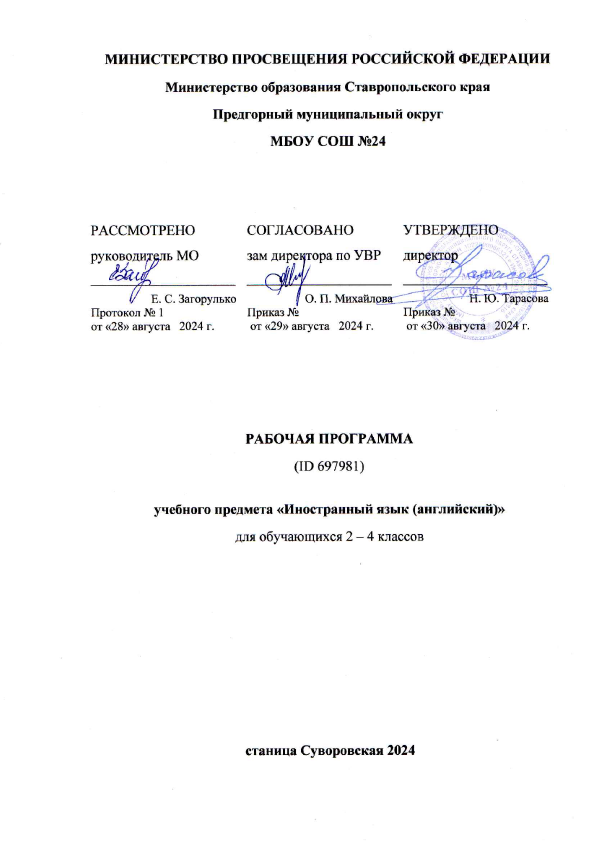 МИНИСТЕРСТВО ПРОСВЕЩЕНИЯ РОССИЙСКОЙ ФЕДЕРАЦИИ
Министерство образования Ставропольского края
Предгорный муниципальный округ
МБОУ СОШ №24
РАССМОТРЕНО
руководитель МО
Е. С. Загорулько
Протокол № 1
от «28» августа 2024 г.
СОГЛАСОВАНО
зам директора по УВР
О. П. Михайлова
Приказ №
от «29» августа 2024 г.
УТВЕРЖДЕНО
директор
Н. Ю. Тарасова
Приказ №
от «30» августа 2024 г.
РАБОЧАЯ ПРОГРАММА
(ID 697981)
учебного предмета «Иностранный язык (английский)»
для обучающихся 2 – 4 классов
станица Суворовская 2024